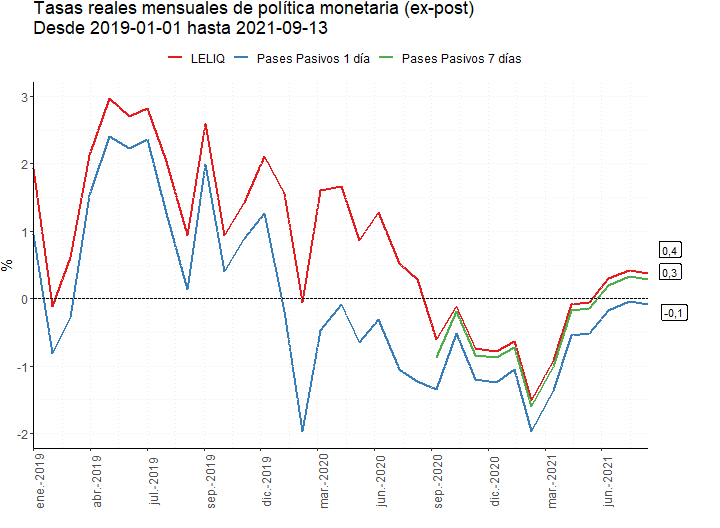 Tasas reales mensuales de política monetaria (ex-post)
Desde 2019-01-01 hasta 2021-09-13
LELIQ Pases Pasivos 1 día Pases Pasivos 7 días
%
3
2
1
0
-1
-2
0,4
0,3
-0,1
ene.-2019
abr.-2019
jul.-2019
sep.-2019
dic.-2019
mar.-2020
jun.-2020
sep.-2020
dic.-2020
mar.-2021
jun.-2021